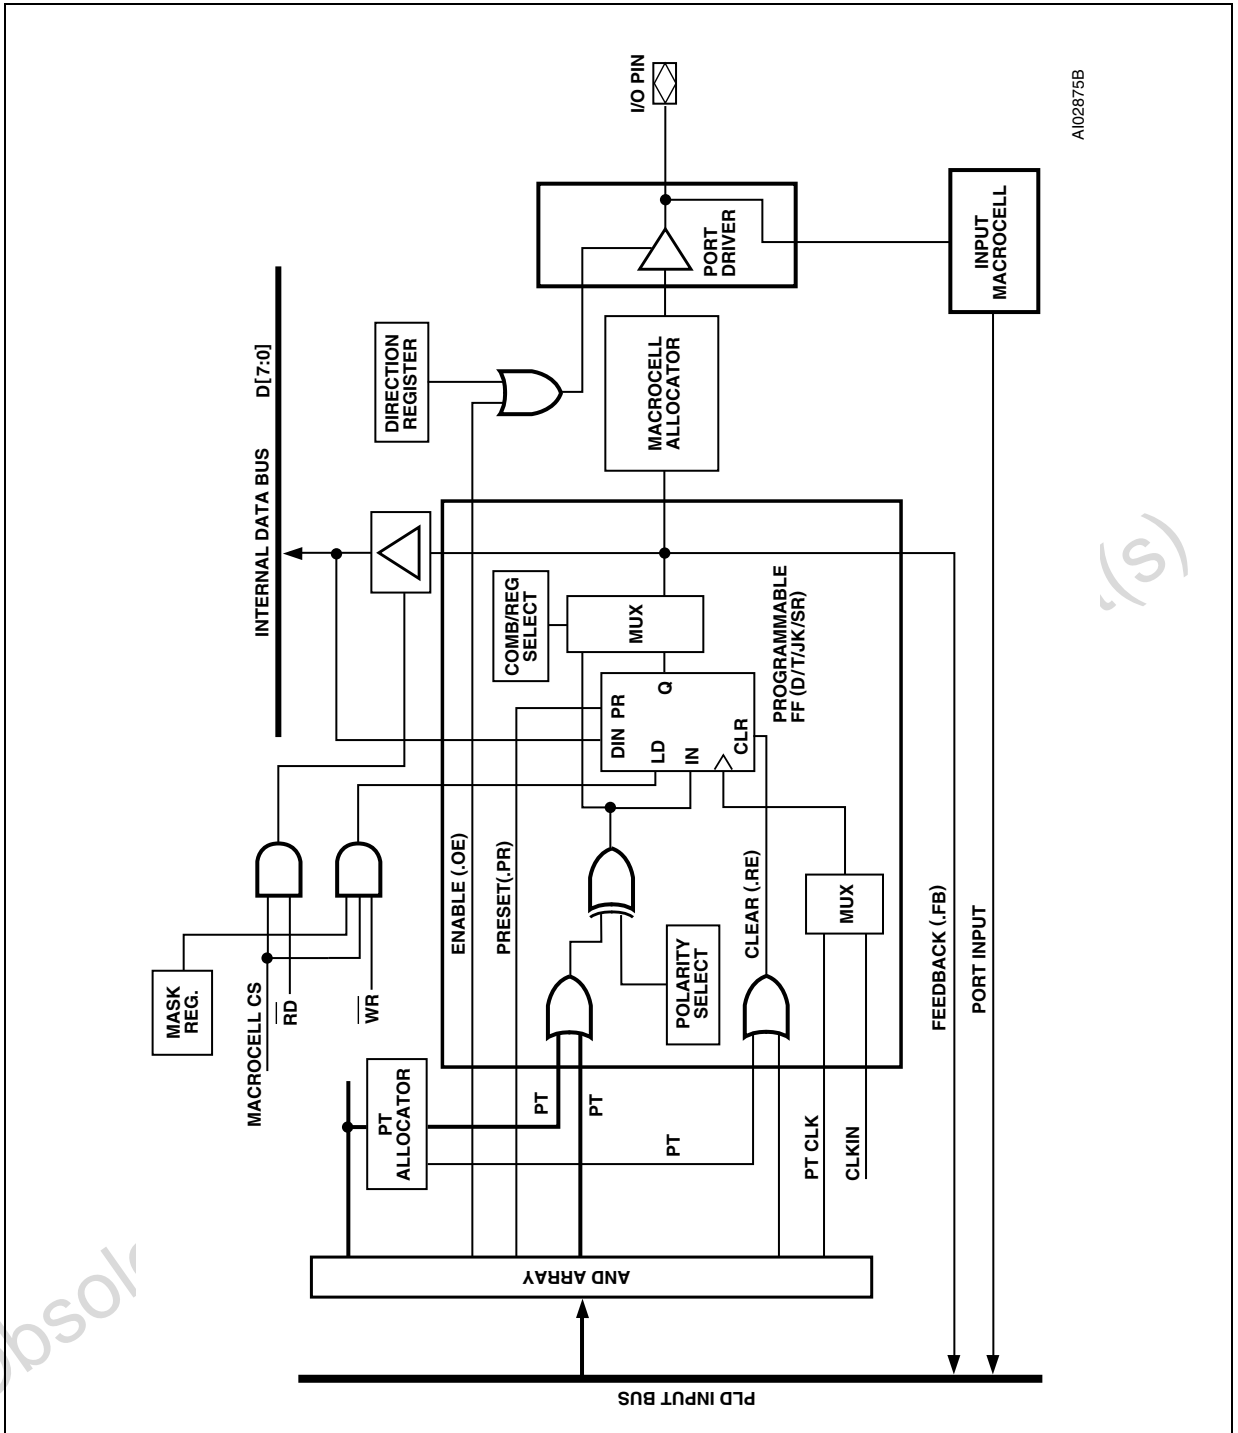 AI02875B
I/O PIN
PORT
DRIVER
INPUT
MACROCELL
INTERNAL DATA BUS D[7:0]
DIRECTION
REGISTER
MACROCELL
ALLOCATOR
COMB/REG
SELECT
MUX
PROGRAMMABLE
FF (D/T/JK/SR)
DIN PR
Q
LD
IN
CLR
ENABLE (.OE)
PRESET(.PR)
CLEAR (.RE)
MUX
FEEDBACK (.FB)
PORT INPUT
POLARITY
SELECT
MASK
REG.
MACROCELL CS
RD
WR
PT
ALLOCATOR
PT
PT
PT
PT CLK
CLKIN
AND ARRAY
PLD INPUT BUS